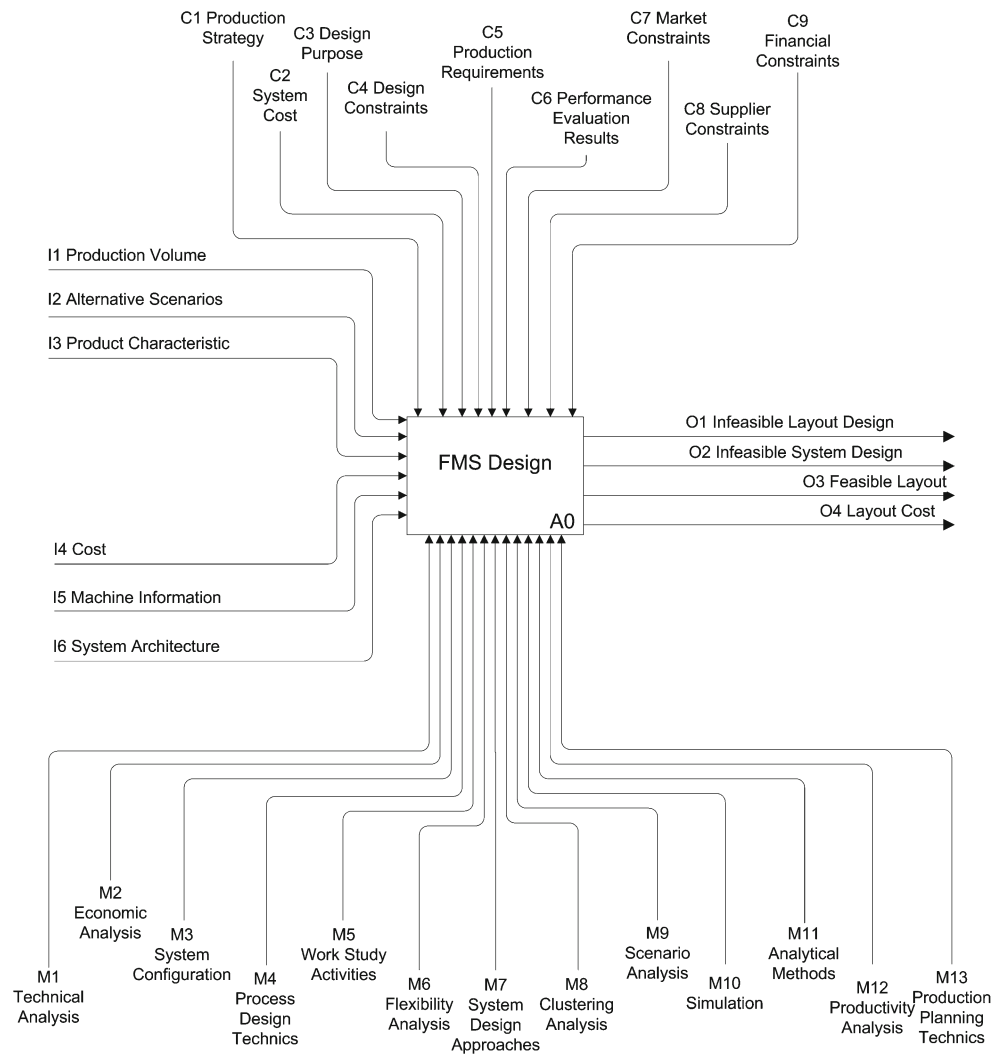 C1 Production
Strategy
C2
System
Cost
C3 Design
Purpose
C4 Design
Constraints
C5
Production
Requirements
C6 Performance
Evaluation
Results
C7 Market
Constraints
C8 Supplier
Constraints
C9
Financial
Constraints
I1 Production Volume
I2 Alternative Scenarios
I3 Product Characteristic
I4 Cost
I5 Machine Information
I6 System Architecture
FMS Design
A0
O1 Infeasible Layout Design
O2 Infeasible System Design
O3 Feasible Layout
O4 Layout Cost
M1
Technical
Analysis
M2
Economic
Analysis
M3
System
Configuration
M4
Process
Design
Technics
M5
Work Study
Activities
M6
Flexibility
Analysis
M7
System
Design
Approaches
M8
Clustering
Analysis
M9
Scenario
Analysis
M10
Simulation
M11
Analytical
Methods
M12
Productivity
Analysis
M13
Production
Planning
Technics